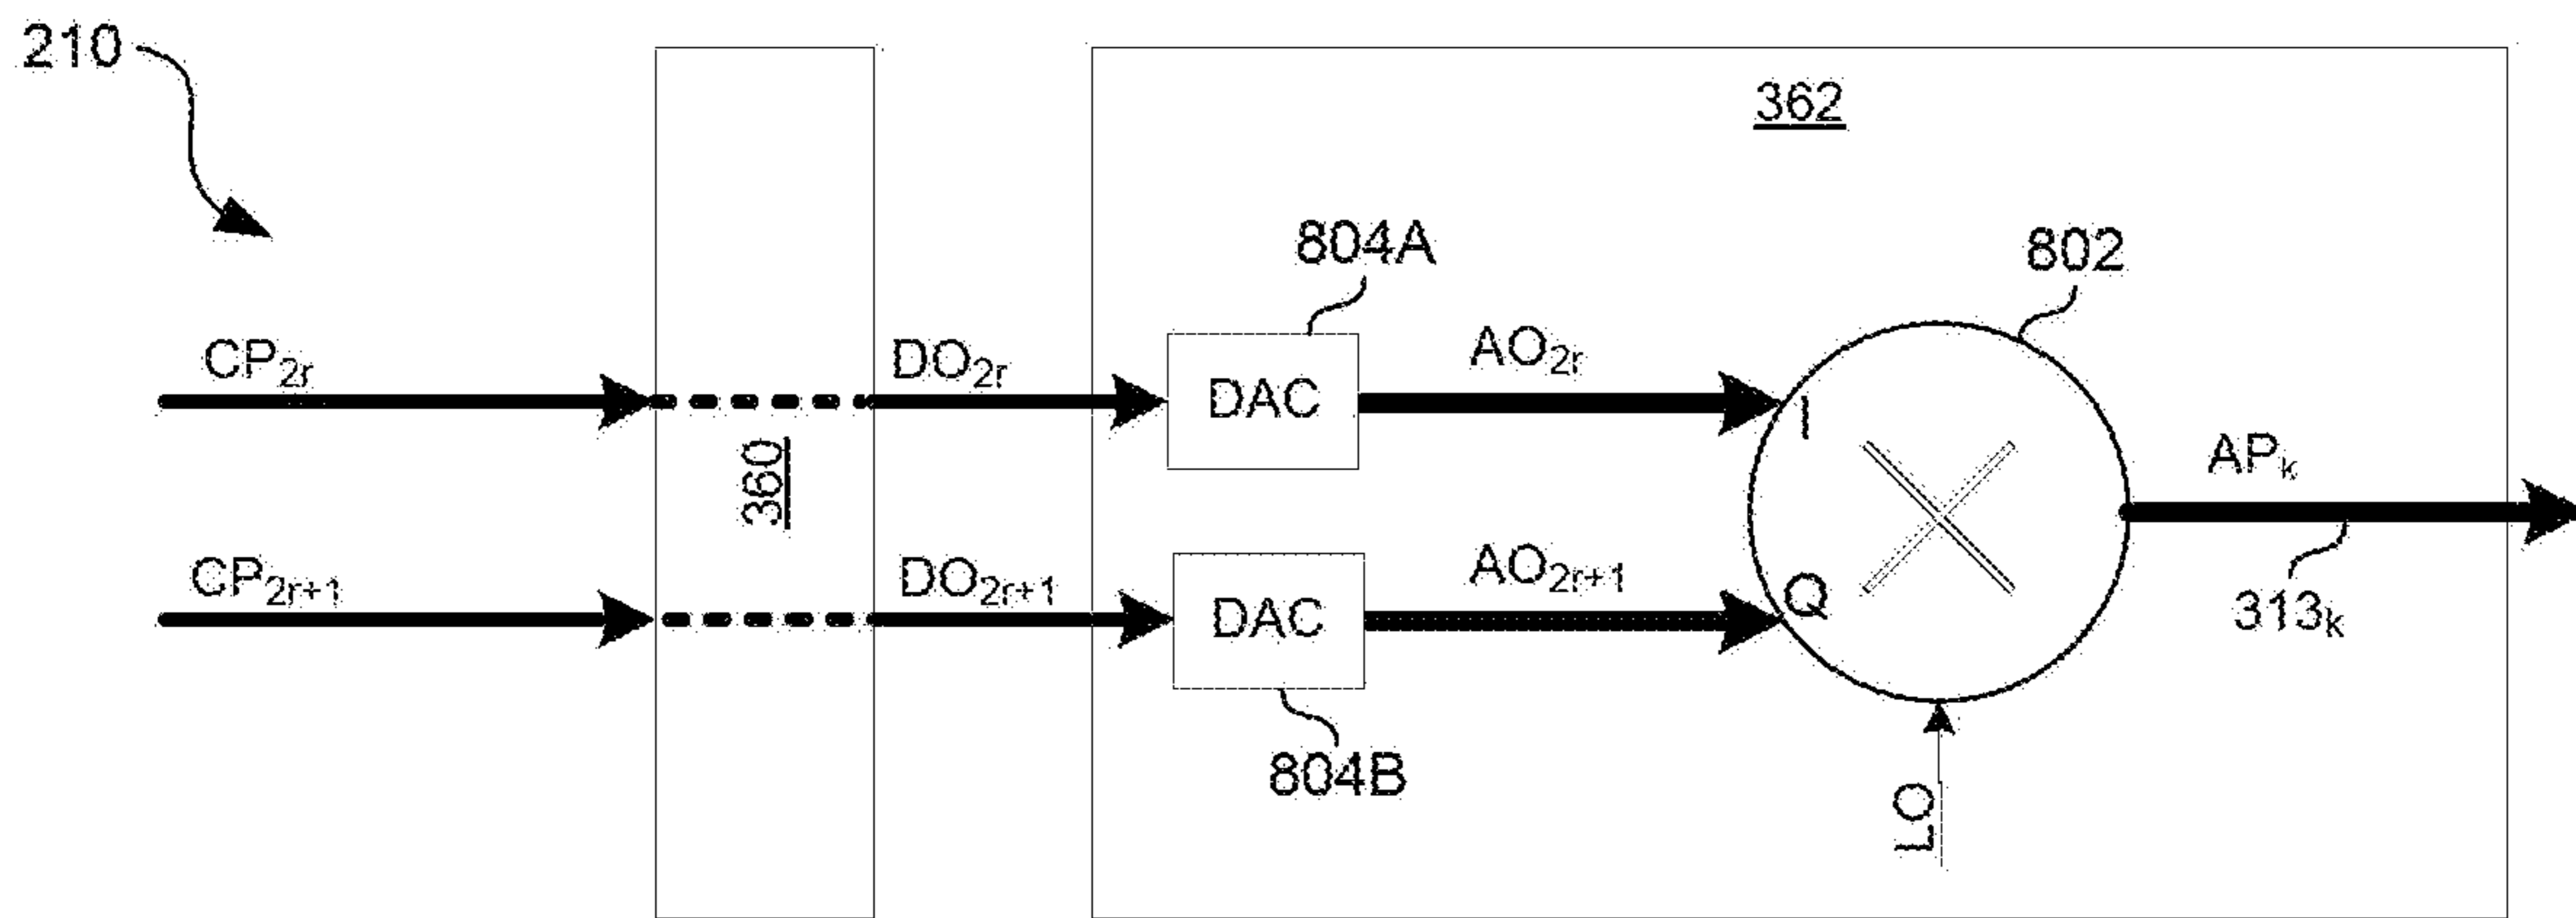 210
362
804A
802
CP2r
DO2r
DAC
AO2r
I
APk
360
CP2r+1
DO2r+1
DAC
AO2r+1
Q
313k
804B
LO